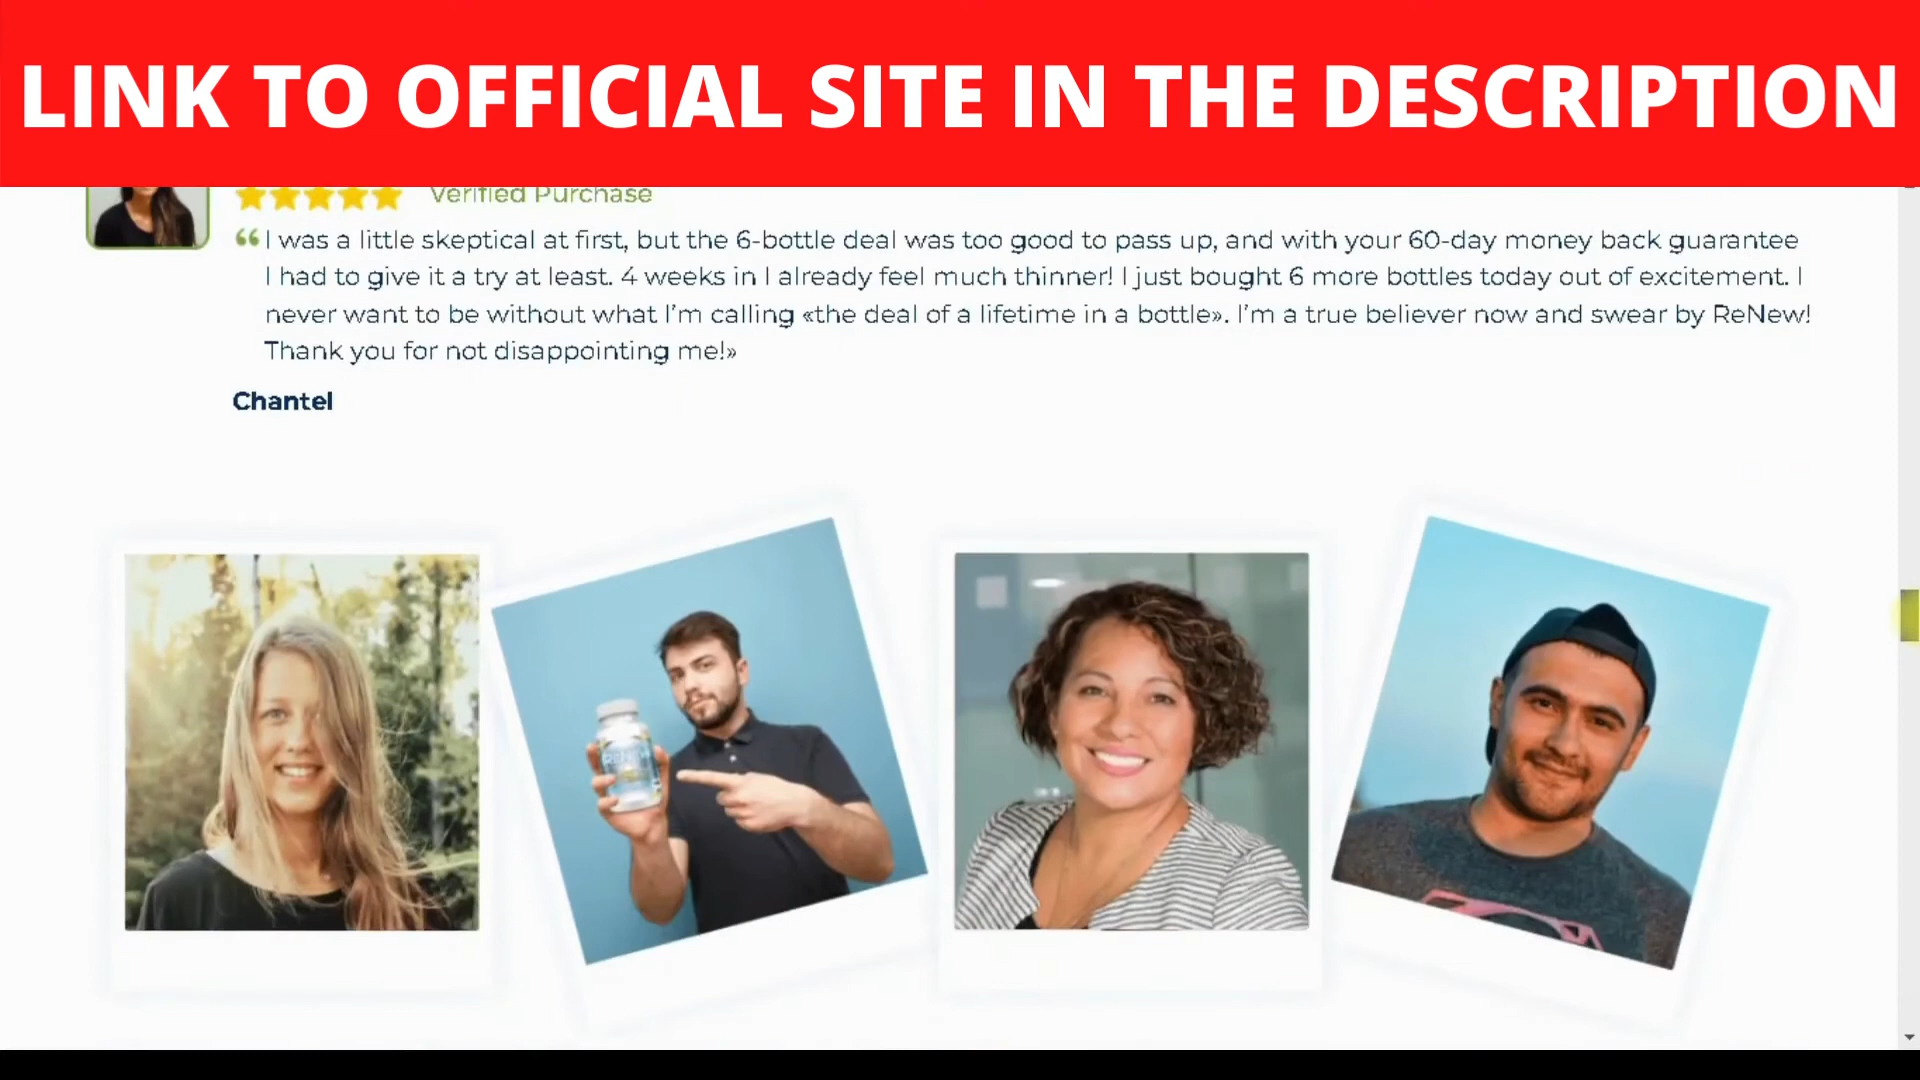 LINK TO OFFICIAL SITE IN THE DESCRIPTION
Verified Purchase
“I was a little skeptical at first, but the 6-bottle deal was too good to pass up, and with your 60-day money back guarantee
I had to give it a try at least. 4 weeks in I already feel much thinner! I just bought 6 more bottles today out of excitement. I
never want to be without what I’m calling «the deal of a lifetime in a bottle». I’m a true believer now and swear by ReNew!
Thank you for not disappointing me!»
Chantel